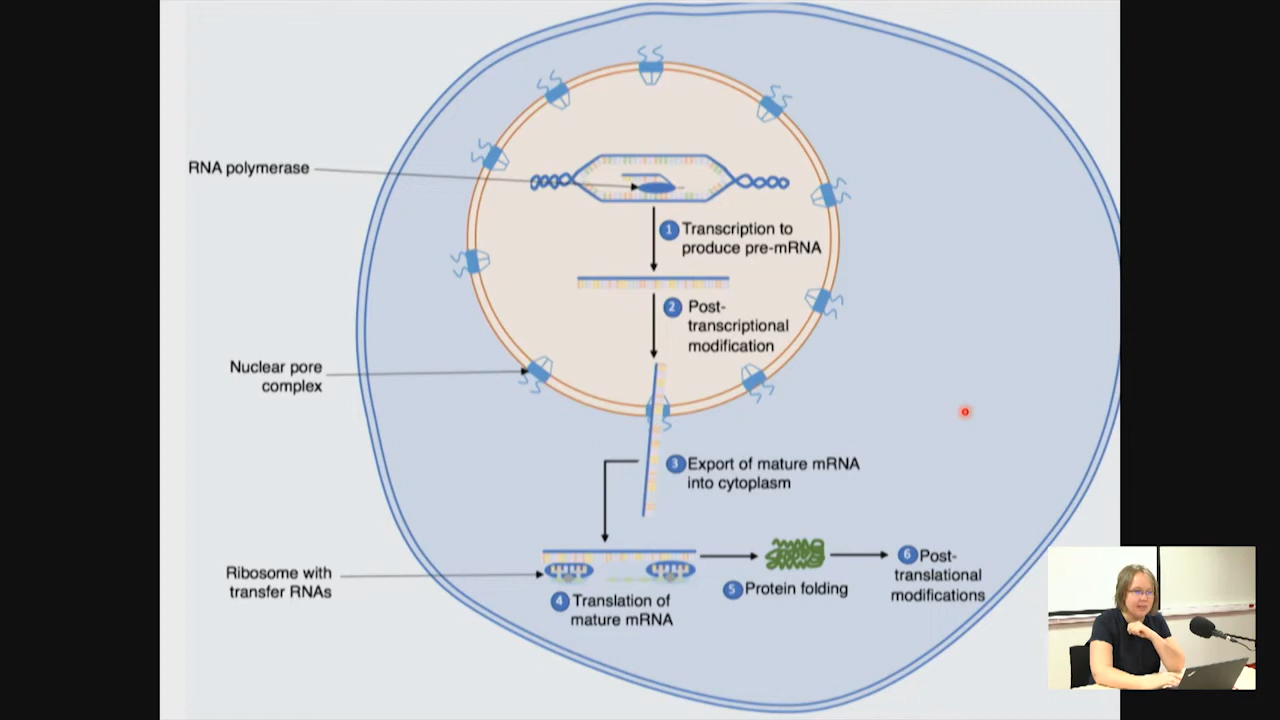 RNA polymerase
1 Transcription to
produce pre-mRNA
2 Post-
transcriptional
modification
Nuclear pore
complex
3 Export of mature mRNA
into cytoplasm
Ribosome with
transfer RNAs
4 Translation of
mature mRNA
5 Protein folding
6 Post-
translational
modifications